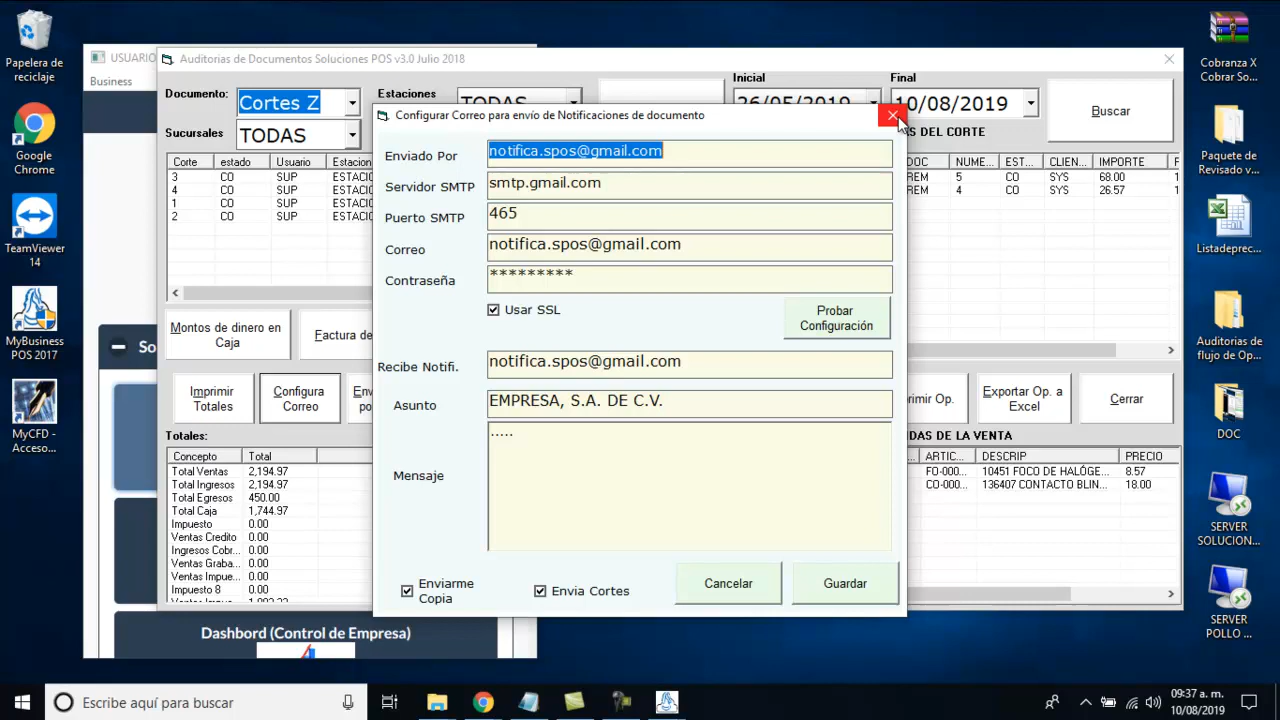 Papelera de
reciclaje
Google
Chrome
TeamViewer
14
MyBusiness
POS 2017
MyCFD -
Acceso...
USUARIO
Business
Auditorias de Documentos Soluciones POS v3.0 Julio 2018
Documento:
Cortes Z
Estaciones
TODAS
Inicial
26/05/2019
Final
10/08/2019
Buscar
Sucursales
TODAS
Corte estado Usuario Estacion
3 CO SUP ESTACIO
4 CO SUP ESTACIO
1 CO SUP ESTACIO
2 CO SUP ESTACIO
Montos de dinero en
Caja
Factura de
Imprimir
Totales
Configura
Correo
Totales:
Concepto Total
Total Ventas 2,194.97
Total Ingresos 2,194.97
Total Egresos 450.00
Total Caja 1,744.97
Impuesto 0.00
Ventas Credito 0.00
Ingresos Cobr... 0.00
Ventas Graba... 0.00
Ventas Impue... 0.00
Impuesto 8 0.00
Configurar Correo para envío de Notificaciones de documento
Enviado Por notifica.spos@gmail.com
Servidor SMTP smtp.gmail.com
Puerto SMTP 465
Correo notifica.spos@gmail.com
Contraseña *********
Usar SSL
Probar
Configuración
Recibe Notifi. notifica.spos@gmail.com
Asunto EMPRESA, S.A. DE C.V.
Mensaje .....
Enviarme
Copia
Envia Cortes
Cancelar
Guardar
S DEL CORTE
DOC NUME... EST... CLIEN... IMPORTE
REM 5 CO SYS 68.00
REM 4 CO SYS 26.57
rimir Op.
Exportar Op. a
Excel
Cerrar
IDAS DE LA VENTA
ARTIC... DESCRIP PRECIO
FO-000... 10451 FOCO DE HALÓGE... 8.57
CO-000... 136407 CONTACTO BLIN... 18.00
So
Dashbord (Control de Empresa)
Cobranza X
Cobrar So...
Paquete de
Revisado v...
Listadeprec...
Auditorias de
flujo de Op...
DOC
SERVER
SOLUCION...
SERVER
POLLO ...
Escribe aquí para buscar
09:37 a. m.
10/08/2019